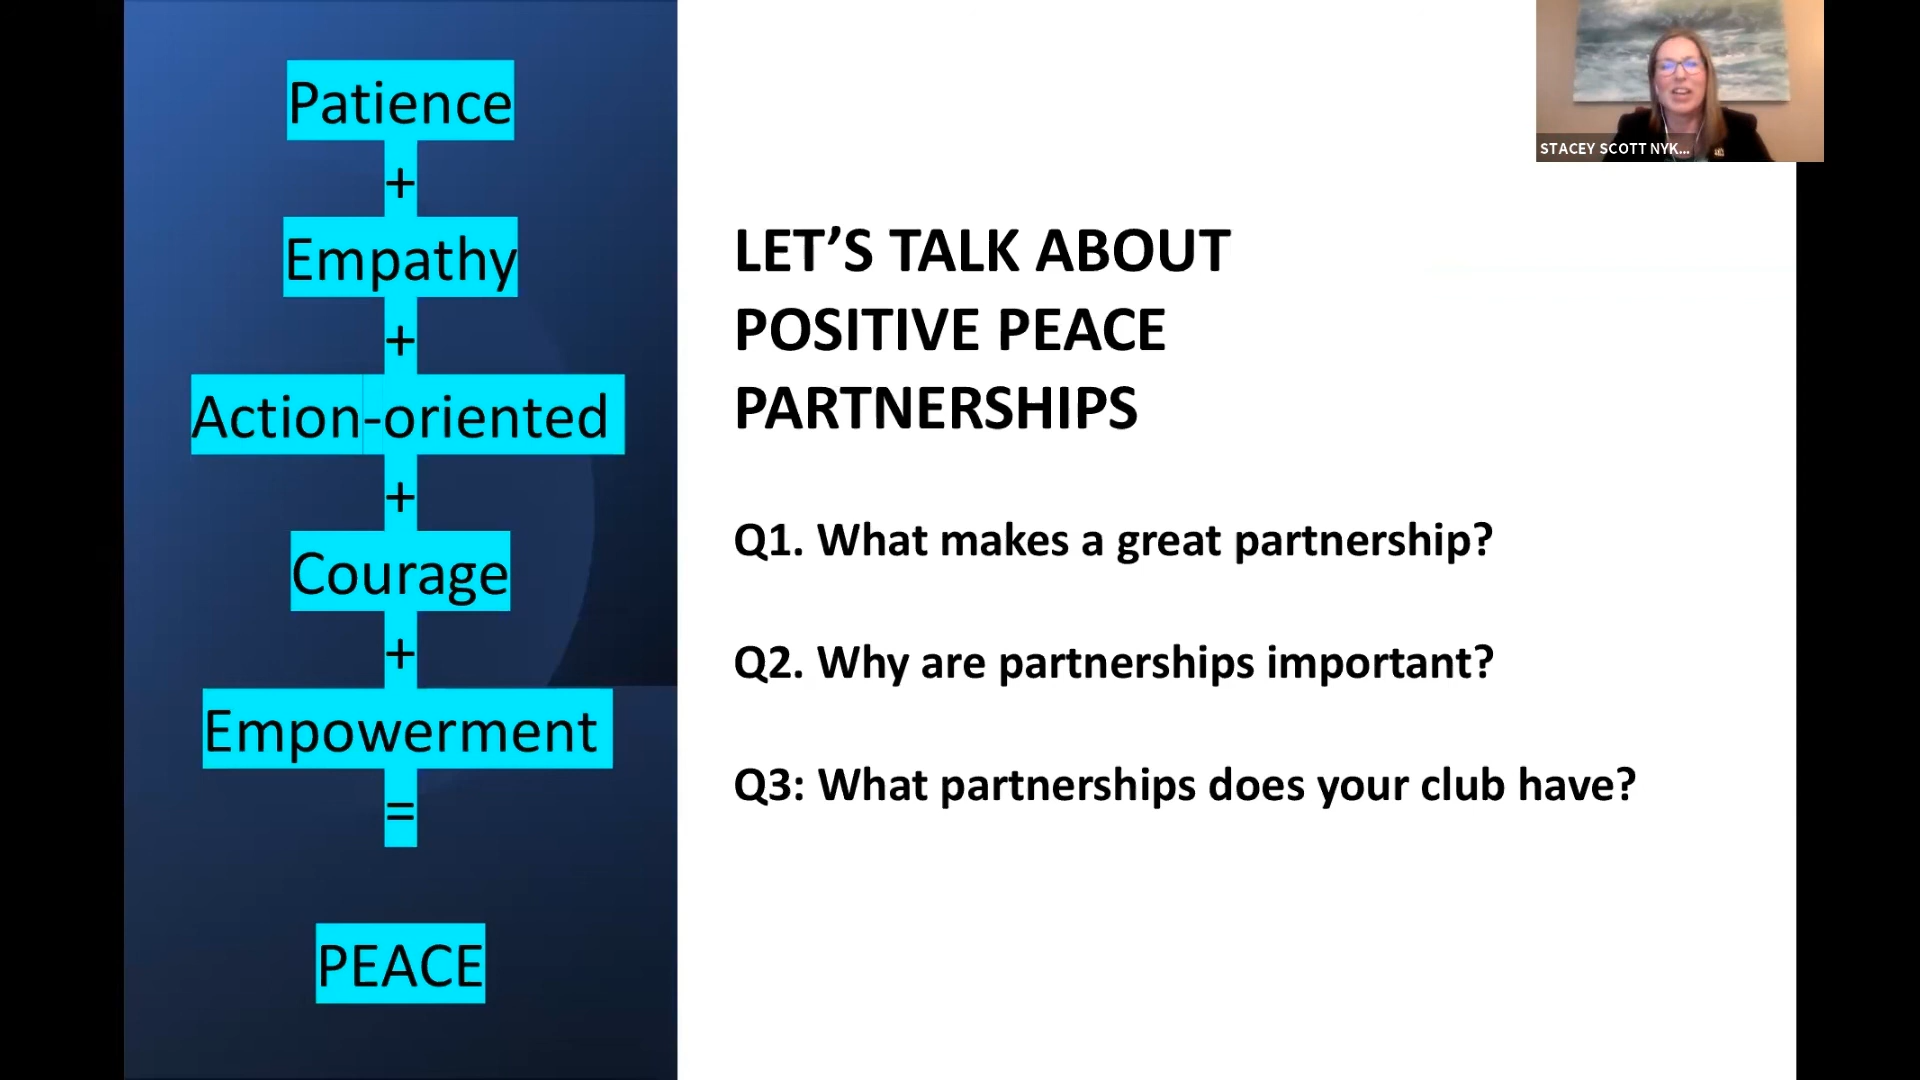 Patience
+
Empathy
+
Action-oriented
+
Courage
+
Empowerment
=
PEACE
LET’S TALK ABOUT
POSITIVE PEACE
PARTNERSHIPS
Q1. What makes a great partnership?
Q2. Why are partnerships important?
Q3: What partnerships does your club have?
STACEY SCOTT NYK...